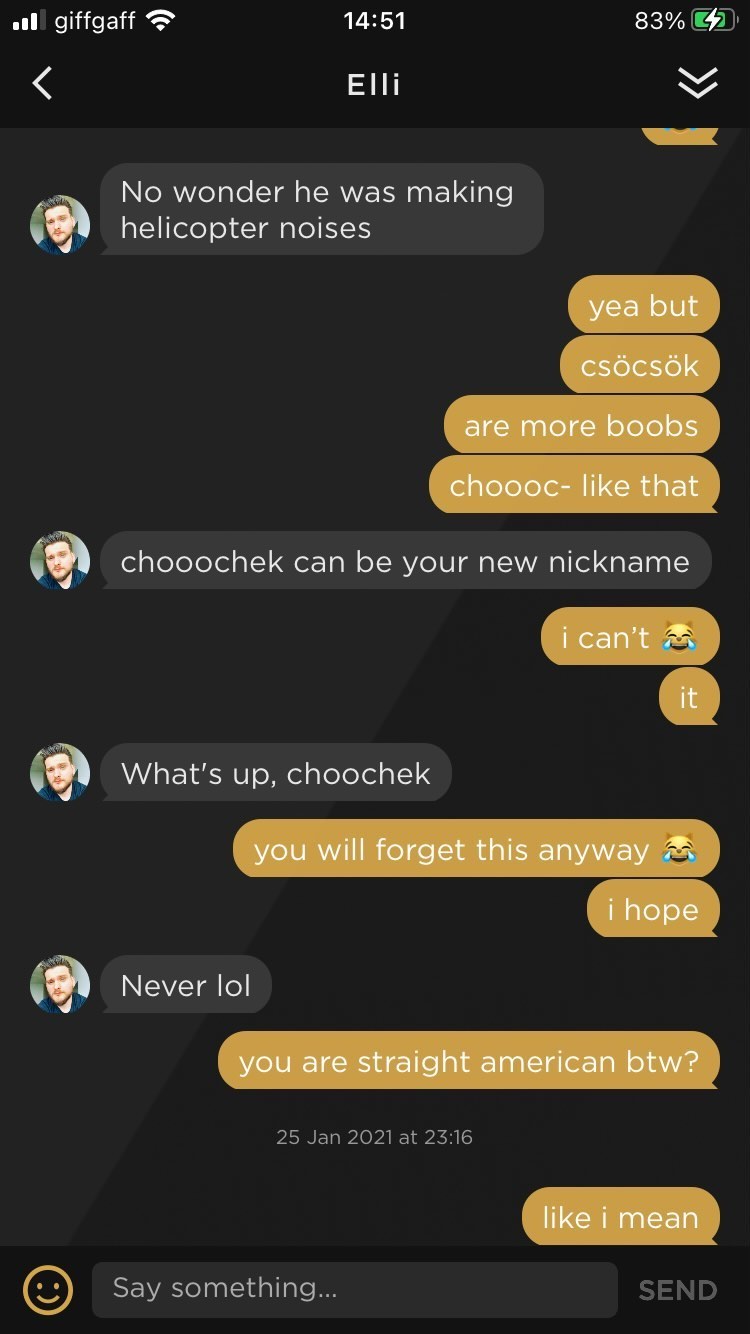 giffgaff 14:51 83%
Elli
😹
No wonder he was making
helicopter noises
yea but
csöcsök
are more boobs
choooc- like that
chooochek can be your new nickname
i can’t 😹
it
What's up, choochek
you will forget this anyway 😹
i hope
Never lol
you are straight american btw?
25 Jan 2021 at 23:16
like i mean
Say something... SEND